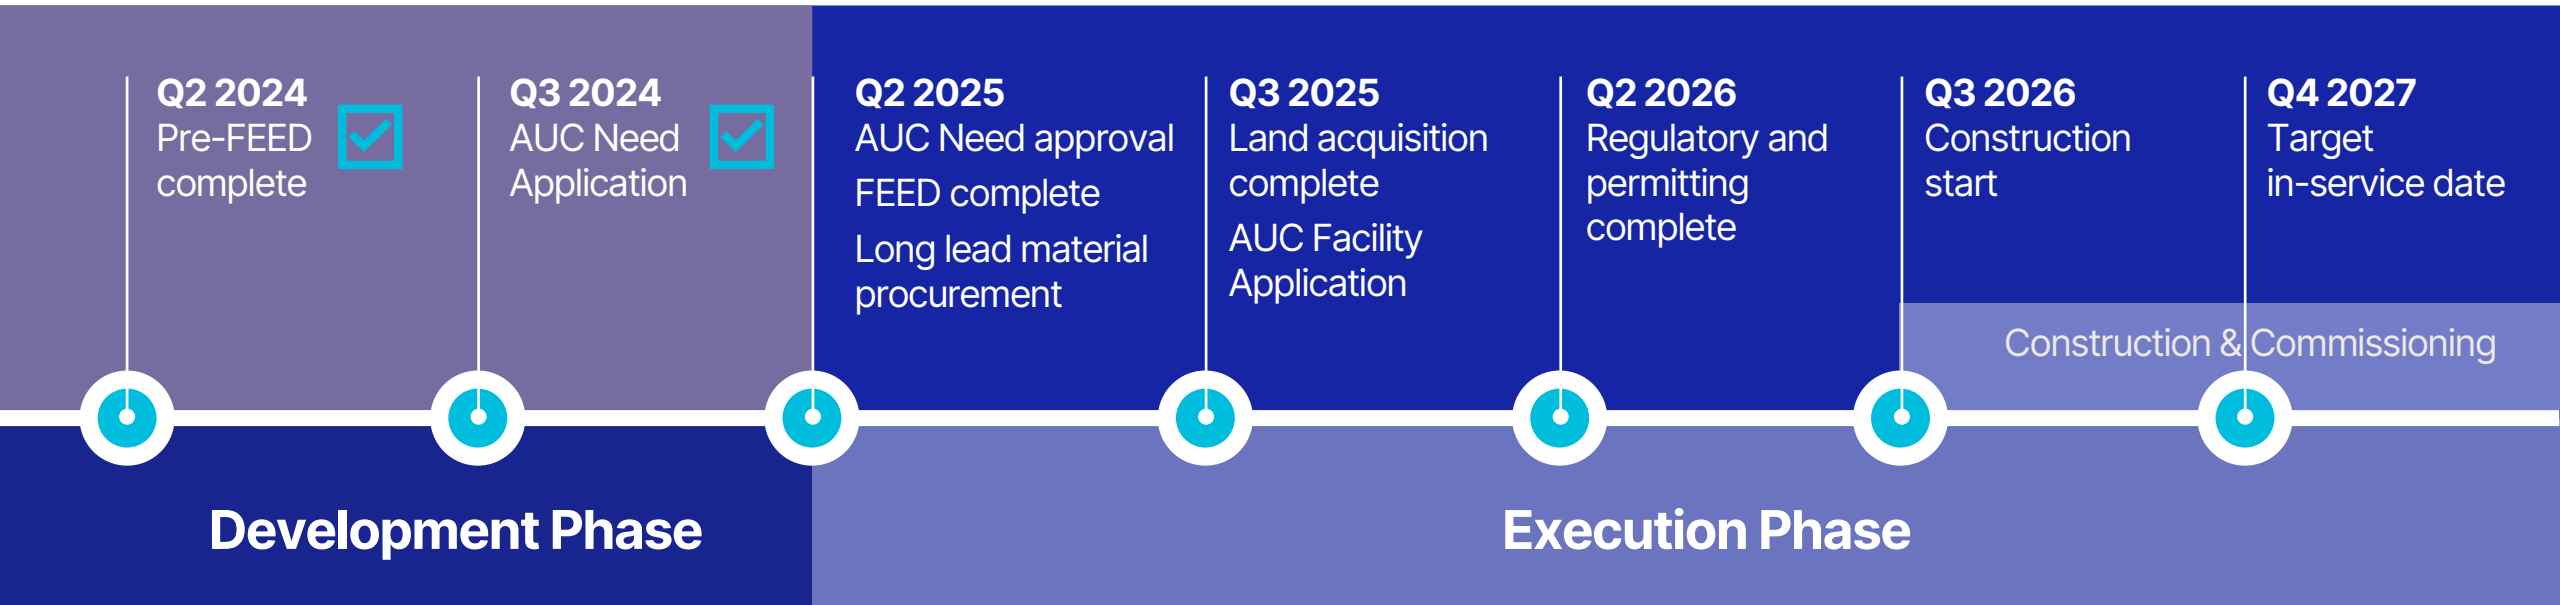 Q2 2024
Pre-FEED
complete
Q3 2024
AUC Need
Application
Q2 2025
AUC Need approval
FEED complete
Long lead material
procurement
Q3 2025
Land acquisition
complete
AUC Facility
Application
Q2 2026
Regulatory and
permitting
complete
Q3 2026
Construction
start
Q4 2027
Target
in-service date
Construction & Commissioning
Development Phase
Execution Phase